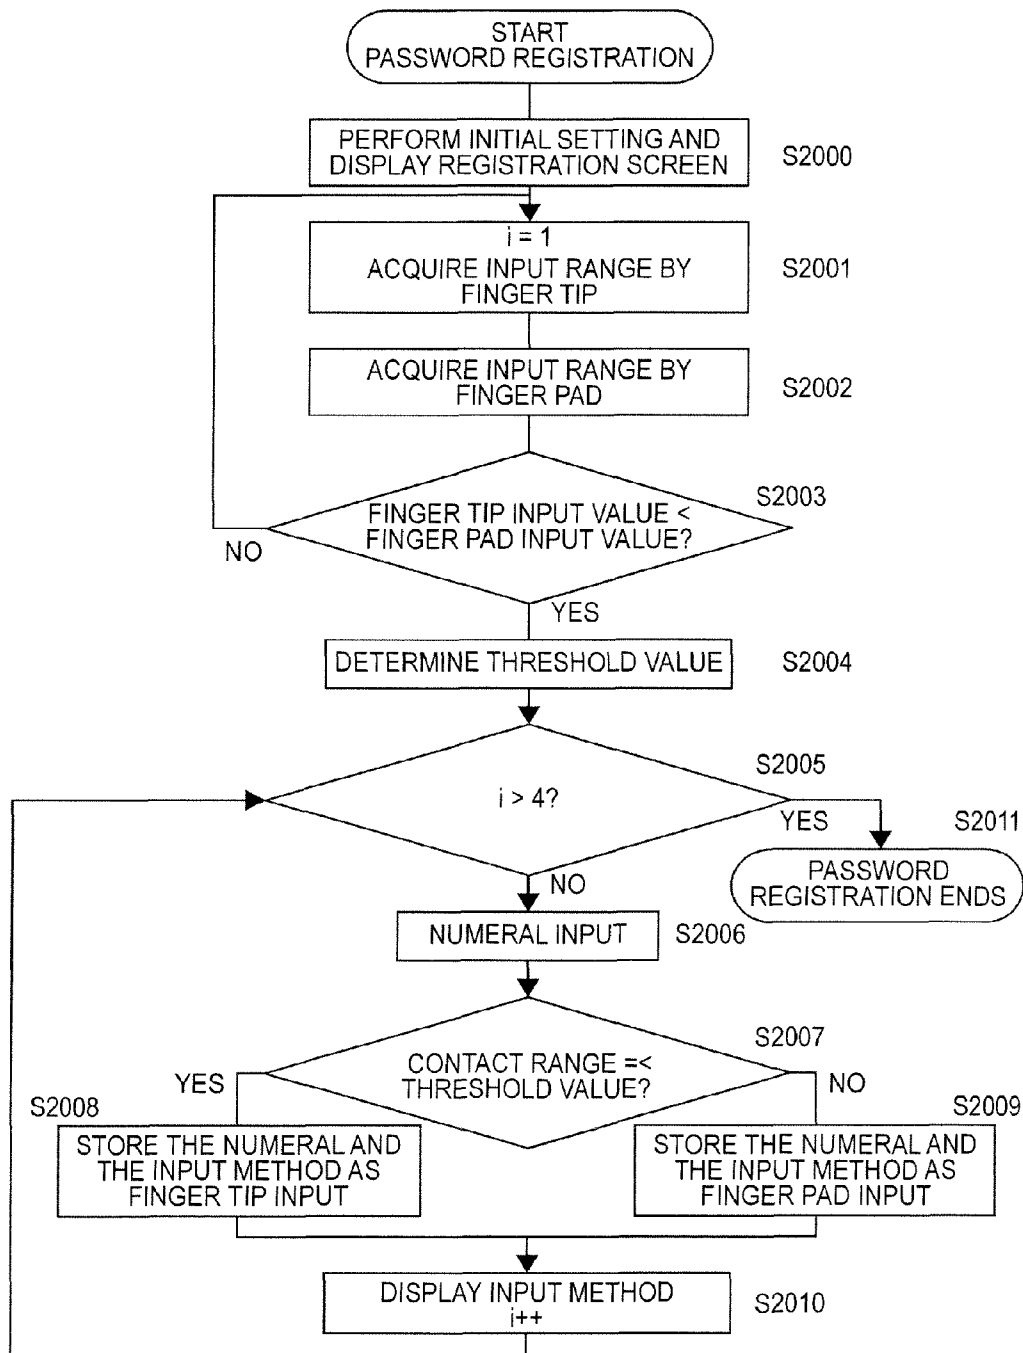 START
PASSWORD REGISTRATION
PERFORM INITIAL SETTING AND
DISPLAY REGISTRATION SCREEN
S2000
i = 1
ACQUIRE INPUT RANGE BY
FINGER TIP
S2001
ACQUIRE INPUT RANGE BY
FINGER PAD
S2002
S2003
FINGER TIP INPUT VALUE <
FINGER PAD INPUT VALUE?
NO
YES
DETERMINE THRESHOLD VALUE
S2004
S2005
i > 4?
YES
S2011
PASSWORD
REGISTRATION ENDS
NO
NUMERAL INPUT
S2006
S2007
CONTACT RANGE =<
THRESHOLD VALUE?
YES
NO
S2008
STORE THE NUMERAL AND
THE INPUT METHOD AS
FINGER TIP INPUT
S2009
STORE THE NUMERAL AND
THE INPUT METHOD AS
FINGER PAD INPUT
DISPLAY INPUT METHOD
i++
S2010